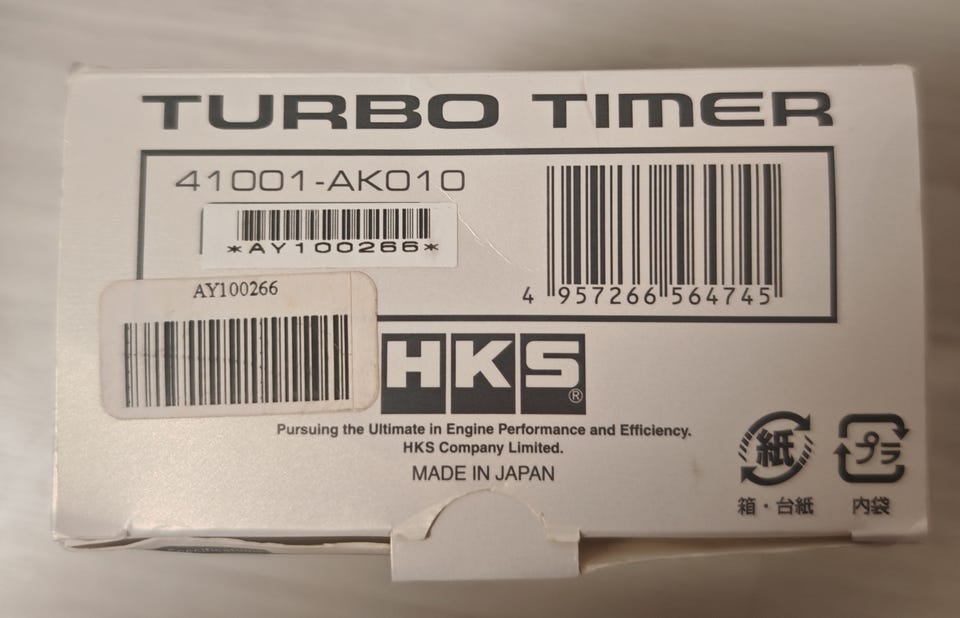 TURBO TIMER
41001-AK010
*AY100266*
4 957266 564745
AY100266
HKS®
Pursuing the Ultimate in Engine Performance and Efficiency.
HKS Company Limited.
MADE IN JAPAN
紙 プラ
箱・台紙 内袋